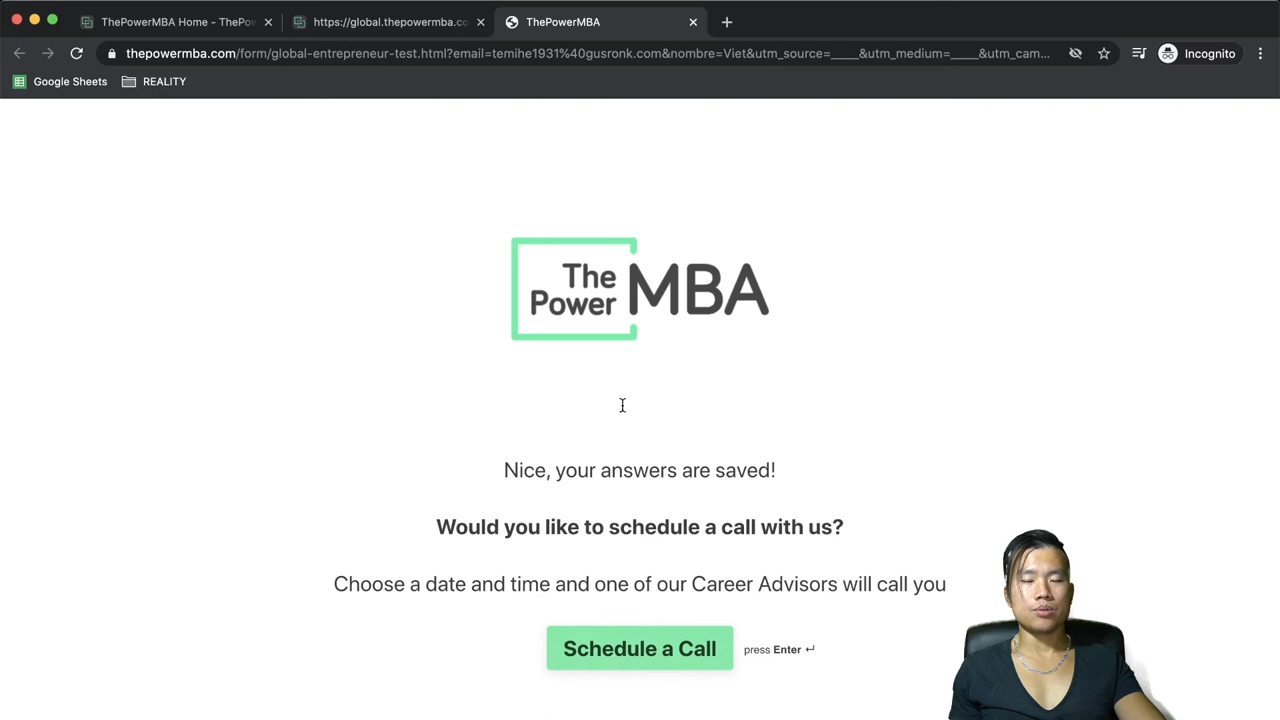 ThePowerMBA Home - ThePow
https://global.thepowermba.co
ThePowerMBA
thepowermba.com/form/global-entrepreneur-test.html?email=temihe1931%40gusronk.com&nombre=Viet&utm_source=____&utm_medium=____&utm_cam...
Incognito
Google Sheets
REALITY
The
Power
MBA
Nice, your answers are saved!
Would you like to schedule a call with us?
Choose a date and time and one of our Career Advisors will call you
Schedule a Call
press Enter ↵